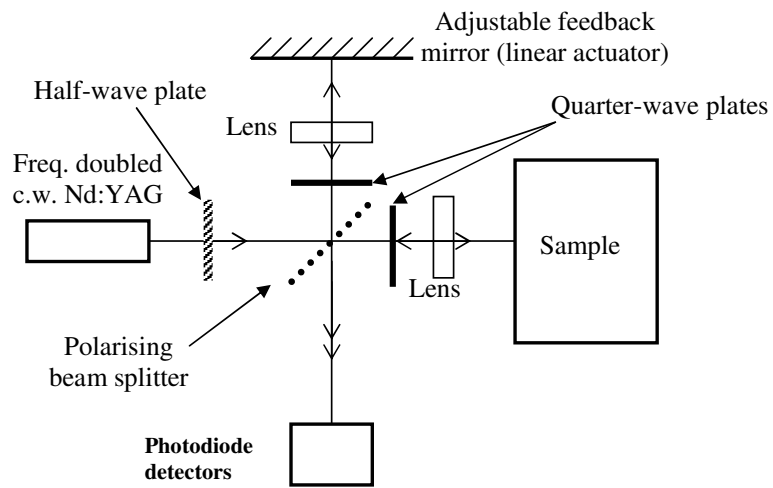 Adjustable feedback
mirror (linear actuator)
Half-wave plate
Quarter-wave plates
Lens
Freq. doubled
c.w. Nd:YAG
Sample
Lens
Polarising
beam splitter
Photodiode
detectors